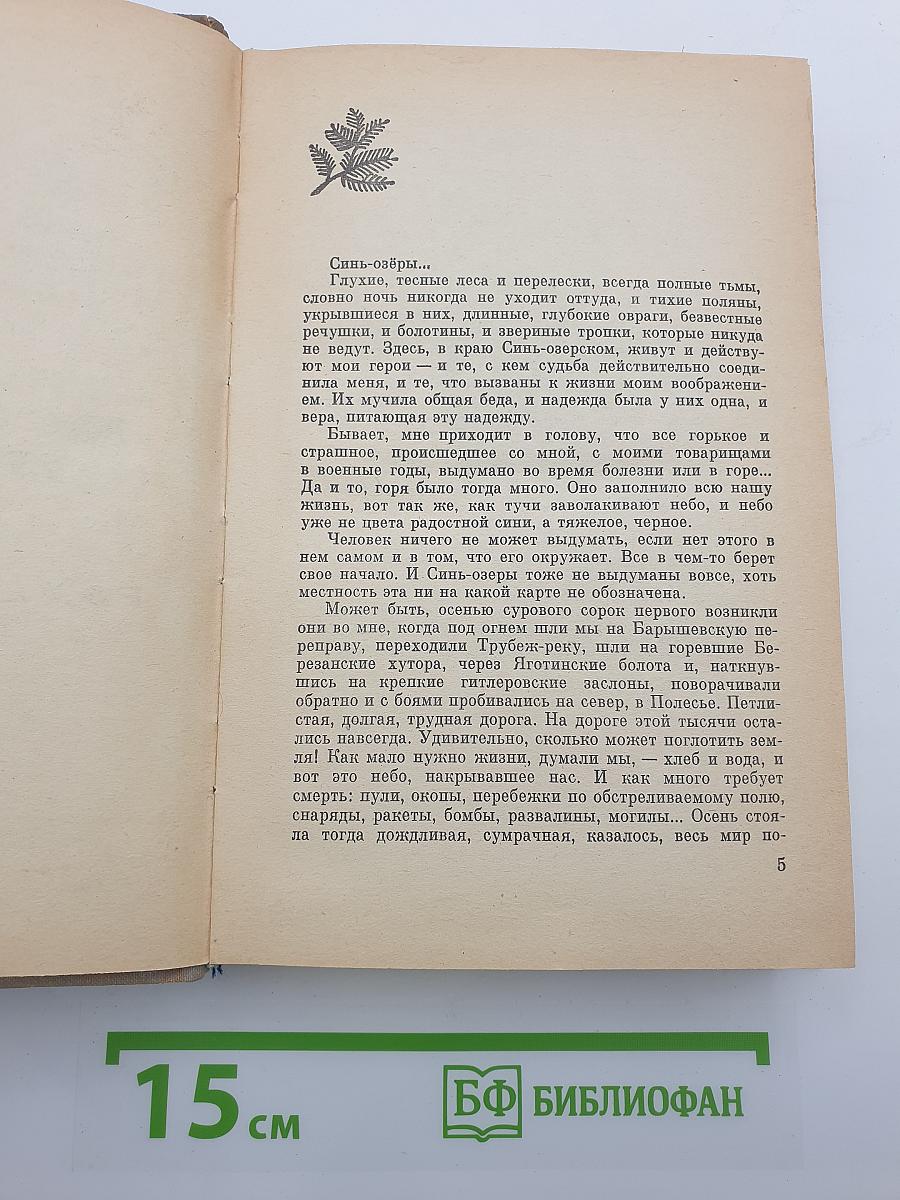 Синь-озёры...
Глухие, тесные леса и перелески, всегда полные тьмы,
словно ночь никогда не уходит оттуда, и тихие поляны,
укрывшиеся в них, длинные, глубокие овраги, безвестные
речушки, и болотины, и звериные тропки, которые никуда
не ведут. Здесь, в краю Синь-озерском, живут и действу-
ют мои герои — и те, с кем судьба действительно соеди-
нила меня, и те, что вызваны к жизни моим воображени-
ем. Их мучила общая беда, и надежда была у них одна, и
вера, питающая эту надежду.
Бывает, мне приходит в голову, что все горькое и
страшное, происшедшее со мной, с моими товарищами
в военные годы, выдумано во время болезни или в горе...
Да и то, горя было тогда много. Оно заполнило всю нашу
жизнь, вот так же, как тучи заволакивают небо, и небо
уже не цвета радостной сини, а тяжелое, черное.
Человек ничего не может выдумать, если нет этого в
нем самом и в том, что его окружает. Все в чем-то берет
свое начало. И Синь-озеры тоже не выдуманы вовсе, хоть
местность эта ни на какой карте не обозначена.
Может быть, осенью сурового сорок первого возникли
они во мне, когда под огнем шли мы на Барышевскую пе-
реправу, переходили Трубеж-реку, шли на горевшие Бе-
резанские хутора, через Яготинские болота и, наткнув-
шись на крепкие гитлеровские заслоны, поворачивали
обратно и с боями пробивались на север, в Полесье. Петли-
стая, долгая, трудная дорога. На дороге этой тысячи оста-
лись навсегда. Удивительно, сколько может поглотить зем-
ля! Как мало нужно жизни, думали мы, — хлеб и вода, и
вот это небо, накрывавшее нас. И как много требует
смерть: пули, окопы, перебежки по обстреливаемому полю,
снаряды, ракеты, бомбы, развалины, могилы... Осень стоя-
ла тогда дождливая, сумрачная, казалось, весь мир по-
5
15 см
БФ БИБЛИОФАН